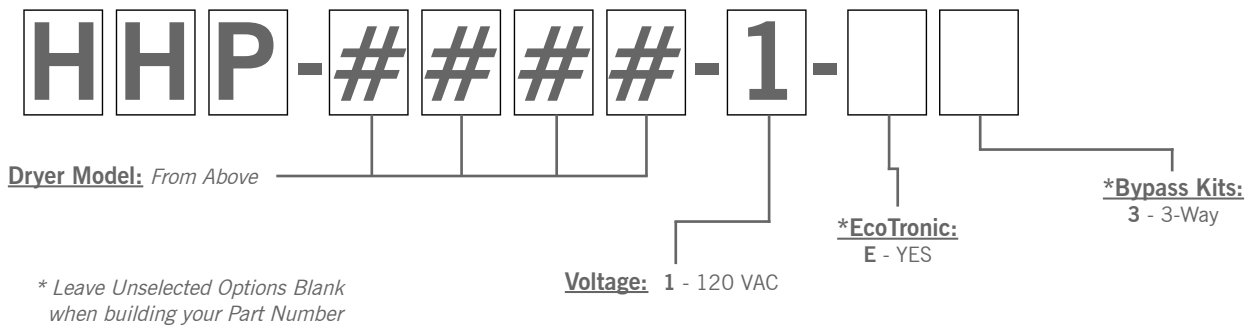 HHP-####-1-
Dryer Model: From Above
*Bypass Kits:
3 - 3-Way
*EcoTronic:
E - YES
Voltage: 1 - 120 VAC
* Leave Unselected Options Blank
when building your Part Number